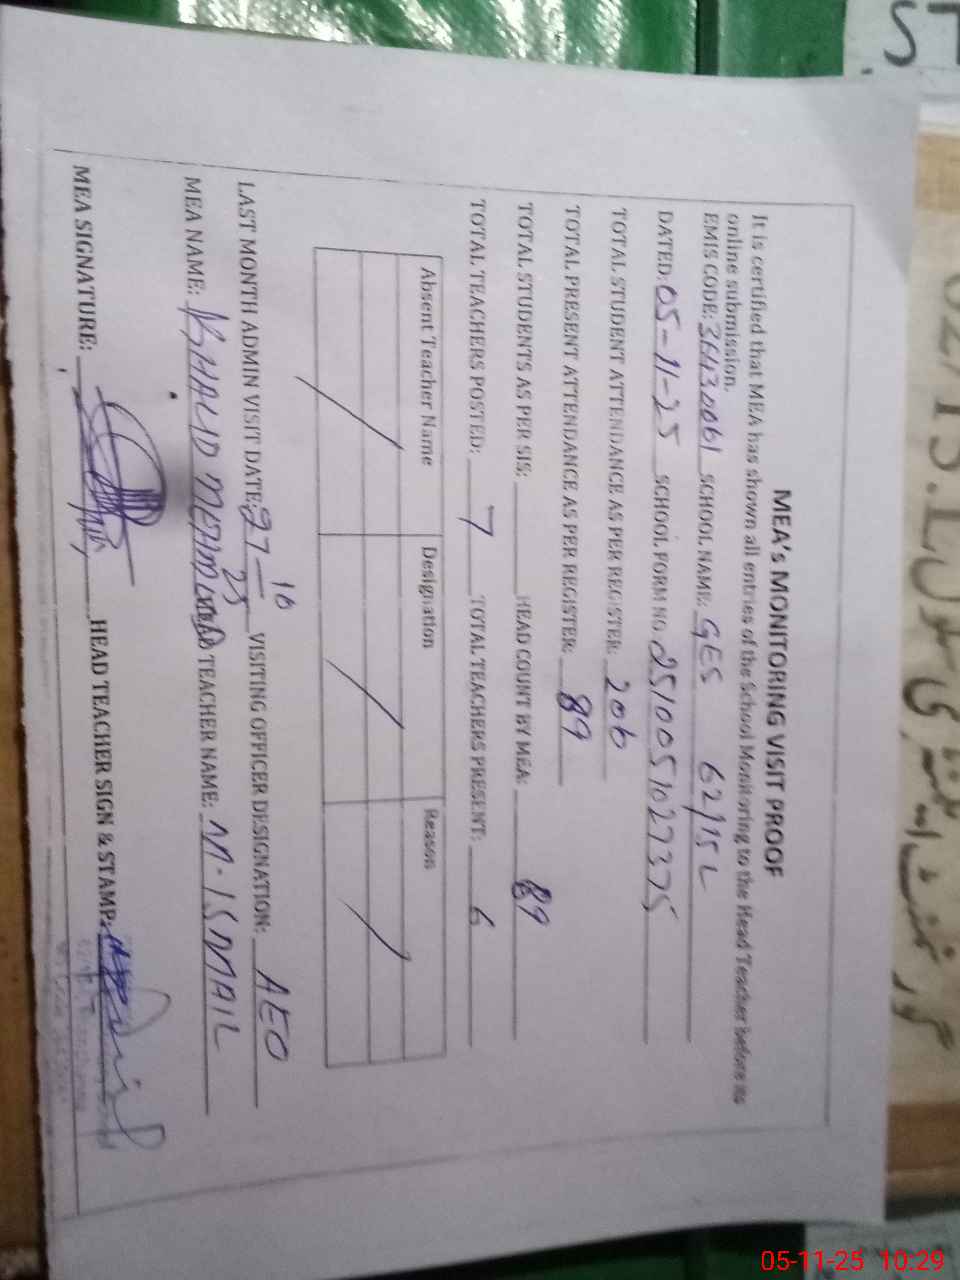 MEA's MONITORING VISIT PROOF
It is certified that MEA has shown all entries of the School Monitoring to the Head Teacher before its
online submission.
EMIS CODE: 36430061 SCHOOL NAME: GES 62/15L
DATED: 05-11-25 SCHOOL FORM NO. 2510051027375
TOTAL STUDENT ATTENDANCE AS PER REGISTER: 206
TOTAL PRESENT ATTENDANCE AS PER REGISTER: 89
TOTAL STUDENTS AS PER SIS: HEAD COUNT BY MEA: 89
TOTAL TEACHERS POSTED: 7 TOTAL TEACHERS PRESENT: 6
Absent Teacher Name Designation Reason
LAST MONTH ADMIN VISIT DATE: 27-10 25 VISITING OFFICER DESIGNATION: AEO
MEA NAME: KHALID MEHMOOD TEACHER NAME: M-ISMAIL
MEA SIGNATURE: HEAD TEACHER SIGN & STAMP:
05-11-25 10:29